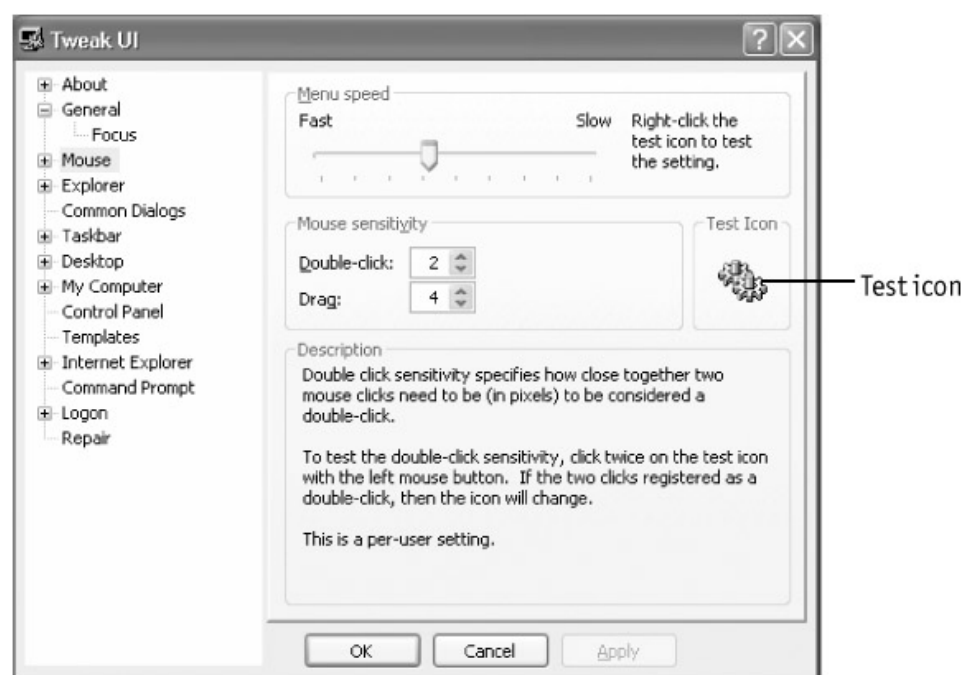 Tweak UI
About
General
Focus
Mouse
Explorer
Common Dialogs
Taskbar
Desktop
My Computer
Control Panel
Templates
Internet Explorer
Command Prompt
Logon
Repair
Menu speed
Fast
Slow
Right-click the
test icon to test
the setting.
Mouse sensitivity
Double-click: 2
Drag: 4
Test Icon
Test icon
Description
Double click sensitivity specifies how close together two
mouse clicks need to be (in pixels) to be considered a
double-click.
To test the double-click sensitivity, click twice on the test icon
with the left mouse button. If the two clicks registered as a
double-click, then the icon will change.
This is a per-user setting.
OK
Cancel
Apply